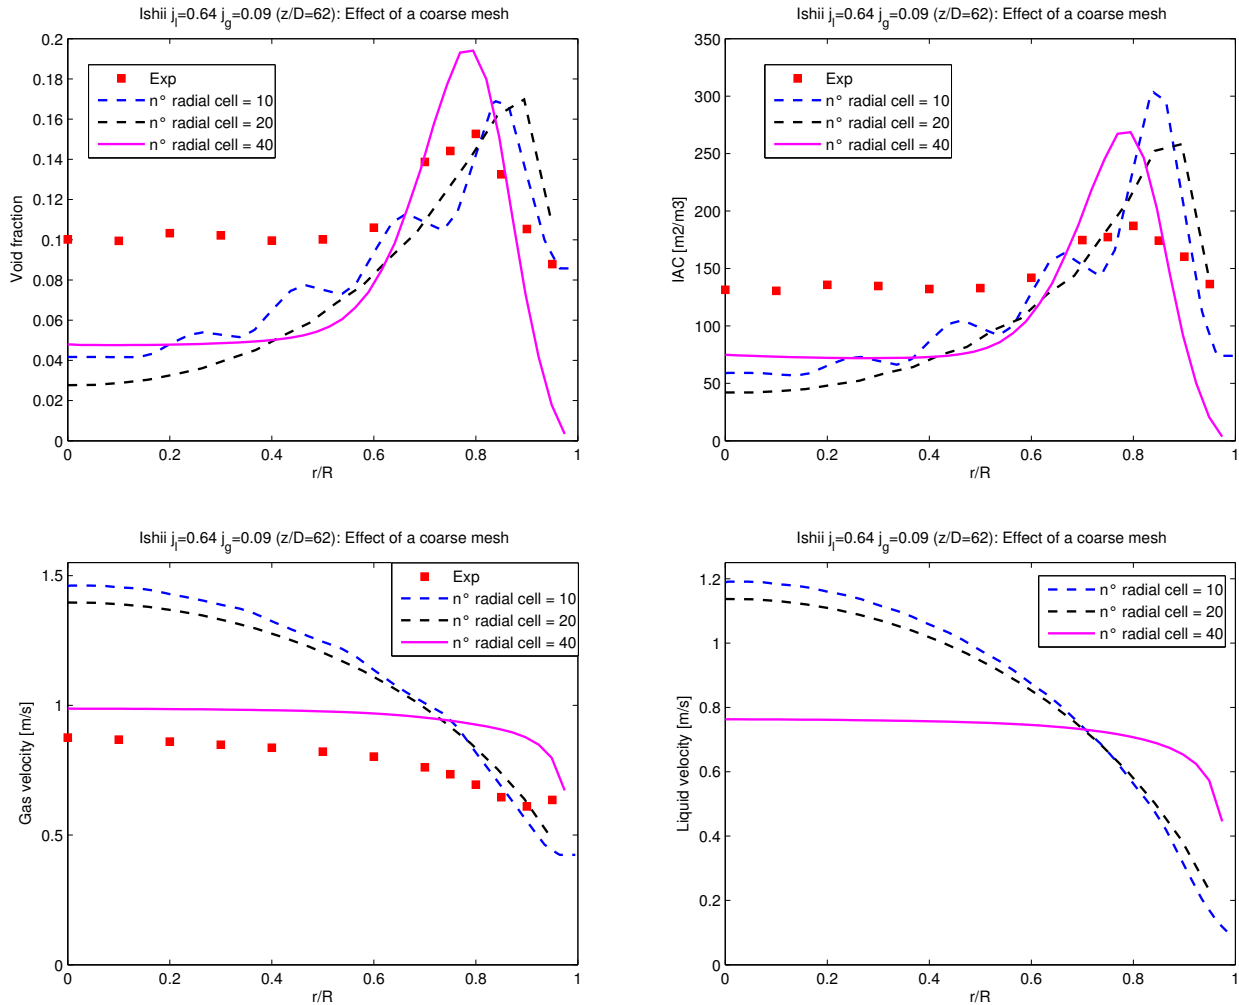 Ishii j_l=0.64 j_g=0.09 (z/D=62): Effect of a coarse mesh
0.2
0.18
0.16
0.14
0.12
0.1
0.08
0.06
0.04
0.02
0
Void fraction
Exp
n° radial cell = 10
n° radial cell = 20
n° radial cell = 40
0 0.2 0.4 0.6 0.8 1
r/R
Ishii j_l=0.64 j_g=0.09 (z/D=62): Effect of a coarse mesh
350
300
250
200
150
100
50
0
IAC [m2/m3]
Exp
n° radial cell = 10
n° radial cell = 20
n° radial cell = 40
0 0.2 0.4 0.6 0.8 1
r/R
Ishii j_l=0.64 j_g=0.09 (z/D=62): Effect of a coarse mesh
1.5
1
0.5
0
Gas velocity [m/s]
Exp
n° radial cell = 10
n° radial cell = 20
n° radial cell = 40
0 0.2 0.4 0.6 0.8 1
r/R
Ishii j_l=0.64 j_g=0.09 (z/D=62): Effect of a coarse mesh
1.2
1
0.8
0.6
0.4
0.2
0
Liquid velocity [m/s]
n° radial cell = 10
n° radial cell = 20
n° radial cell = 40
0 0.2 0.4 0.6 0.8 1
r/R